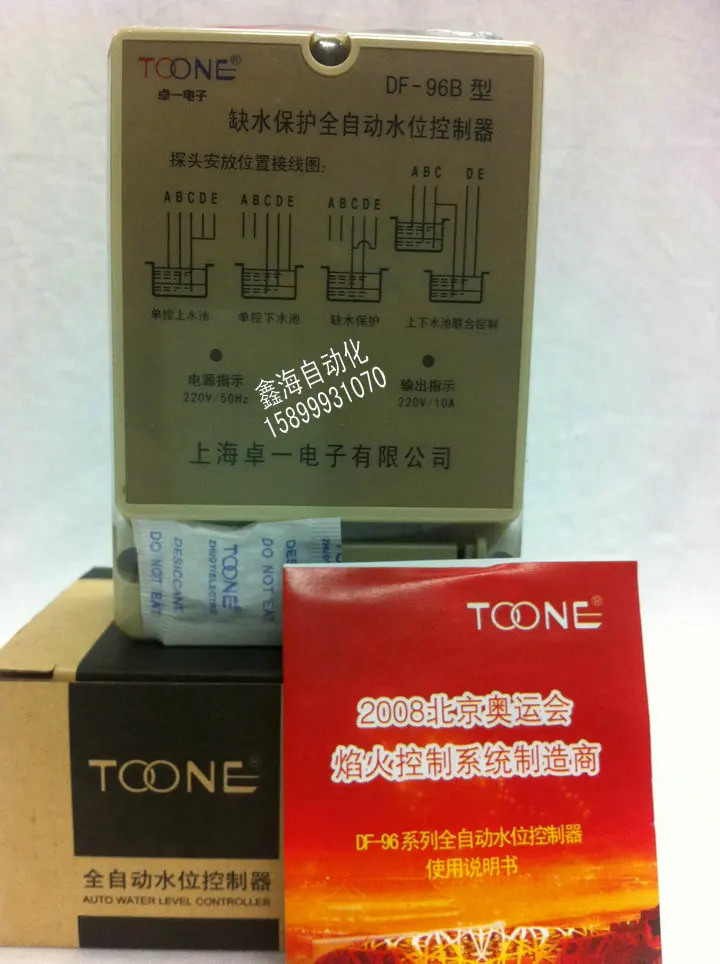 TOONE®
卓一电子
DF-96B 型
缺水保护全自动水位控制器
探头安放位置接线图:
A B C D E
A B C D E
A B C D E
A B C
D E
单控上水池
单控下水池
缺水保护
上下水池联合控制
电源指示
220V/50Hz
输出指示
220V/10A
鑫海自动化
15899931070
上海卓一电子有限公司
DO NOT EAT
DESICCANT
TOONE
ZHUOYIELECTRIC
DO NOT EAT
TOONE®
2008北京奥运会
焰火控制系统制造商
DF-96系列全自动水位控制器
使用说明书
TOONE®
全自动水位控制器
AUTO WATER LEVEL CONTROLLER